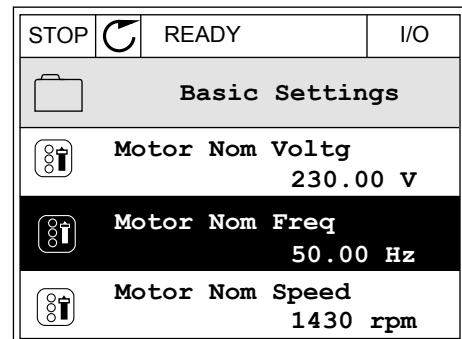 STOP READY I/O
Basic Settings
Motor Nom Voltg
230.00 V
Motor Nom Freq
50.00 Hz
Motor Nom Speed
1430 rpm